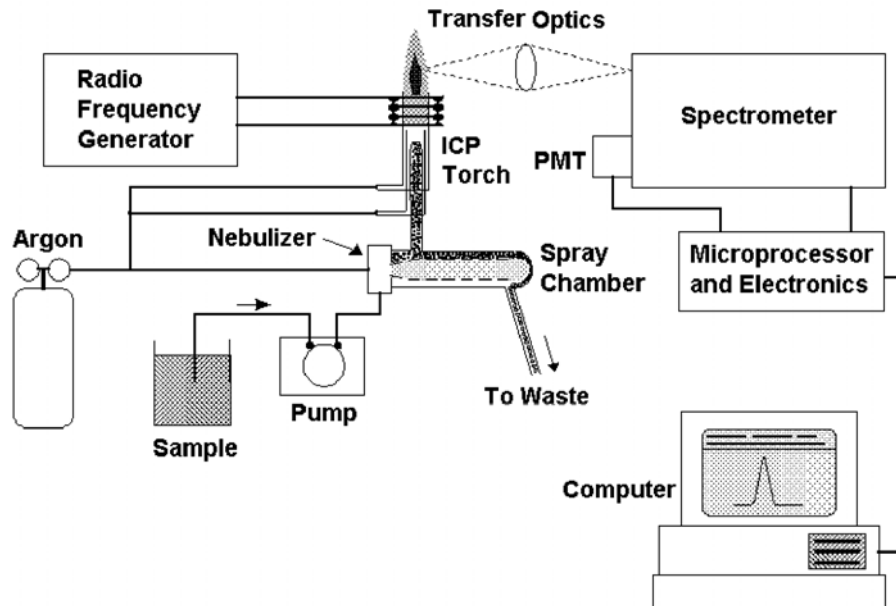 Transfer Optics
Radio
Frequency
Generator
Spectrometer
ICP
Torch
PMT
Nebulizer
Argon
Spray
Chamber
Microprocessor
and Electronics
To Waste
Pump
Sample
Computer